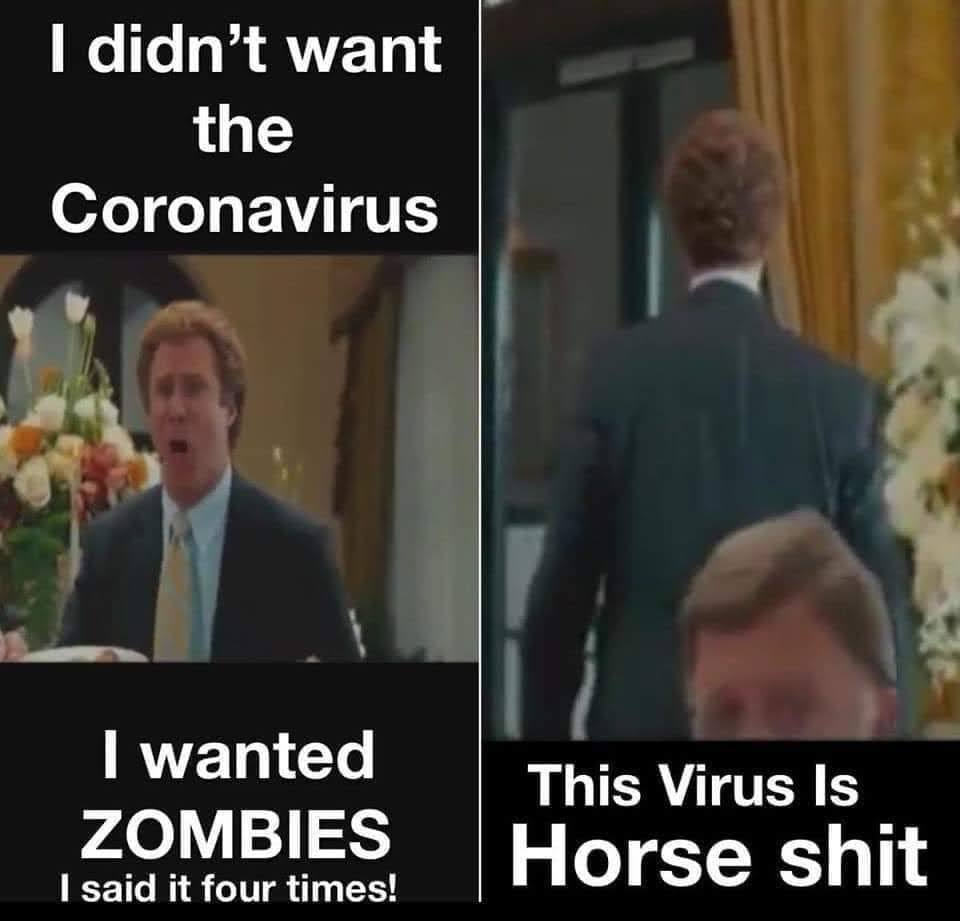 I didn’t want
the
Coronavirus
I wanted
ZOMBIES
I said it four times!
This Virus Is
Horse shit